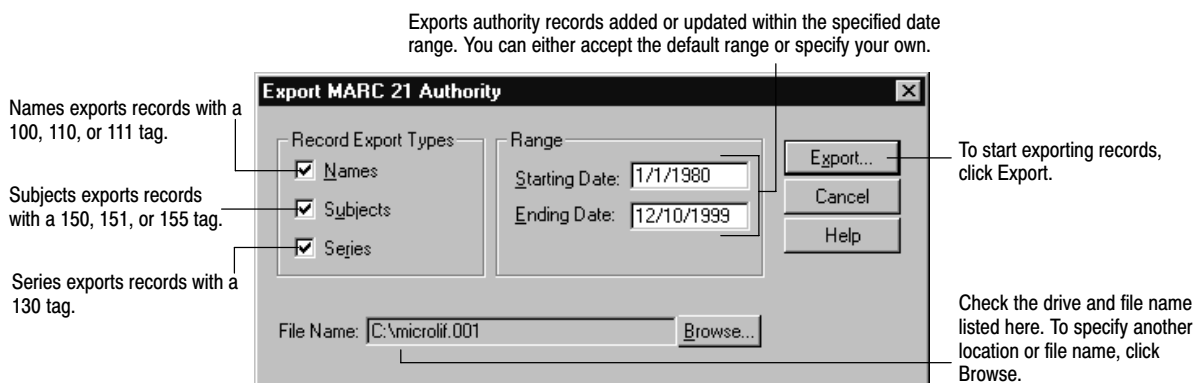 Exports authority records added or updated within the specified date
range. You can either accept the default range or specify your own.
Names exports records with a
100, 110, or 111 tag.
Subjects exports records
with a 150, 151, or 155 tag.
Series exports records with a
130 tag.
Export MARC 21 Authority
Record Export Types
Names
Subjects
Series
Range
Starting Date: 1/1/1980
Ending Date: 12/10/1999
Export...
Cancel
Help
File Name: C:\microlif.001 Browse...
To start exporting records,
click Export.
Check the drive and file name
listed here. To specify another
location or file name, click
Browse.